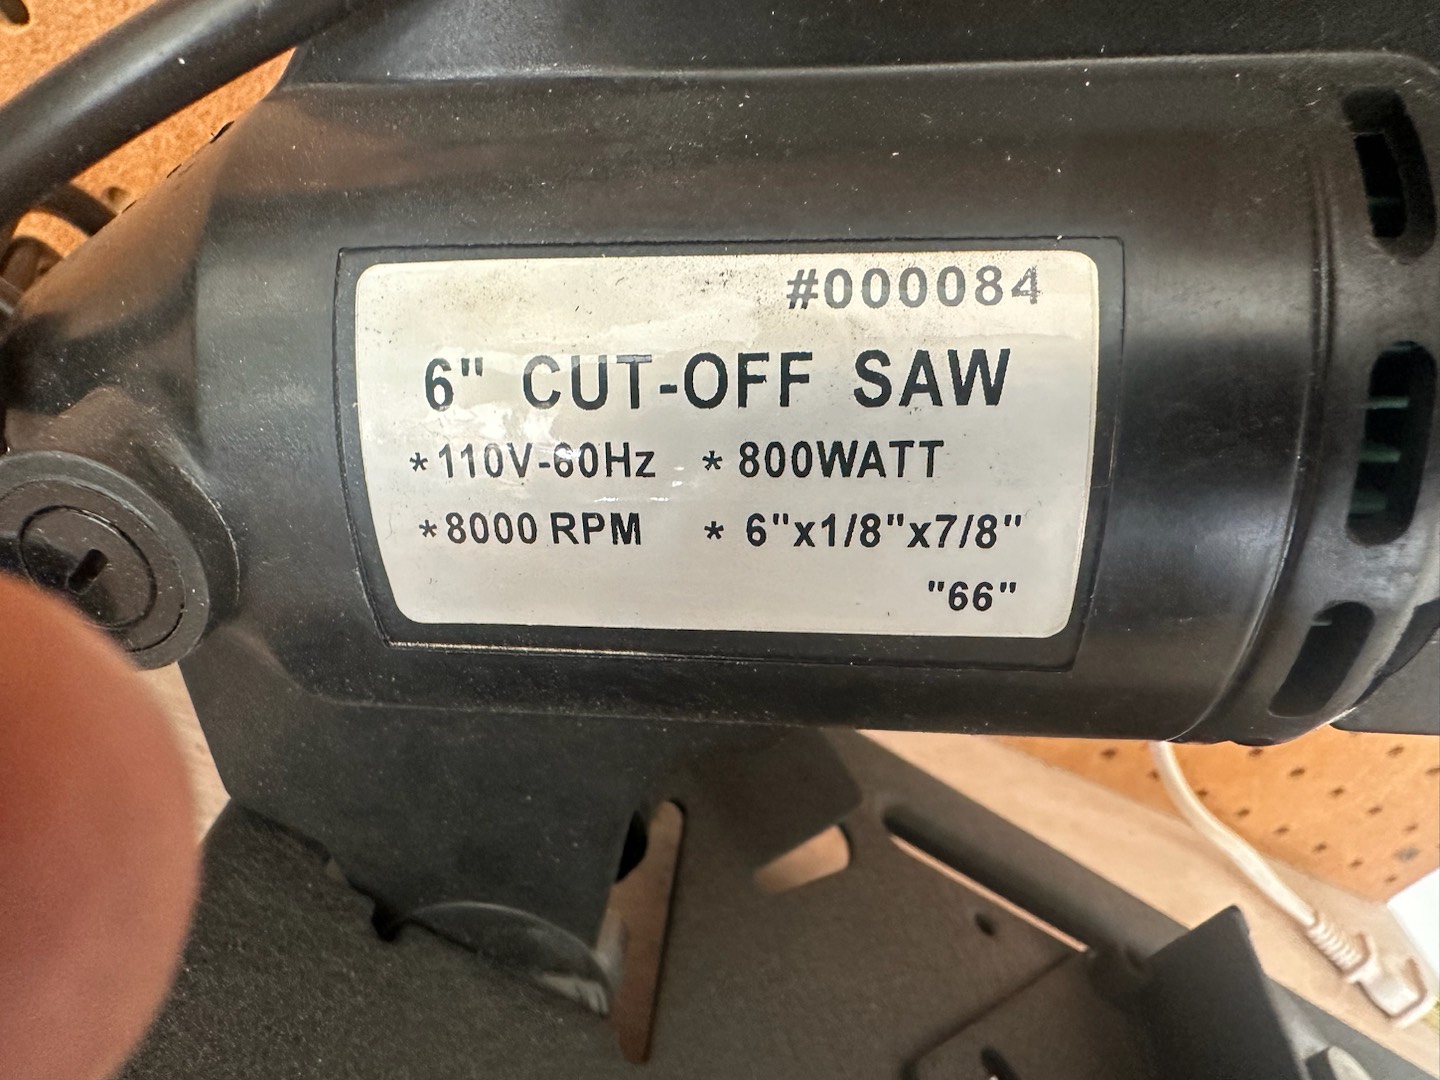 #000084
6" CUT-OFF SAW
*110V-60Hz * 800WATT
*8000 RPM * 6"x1/8"x7/8"
"66"